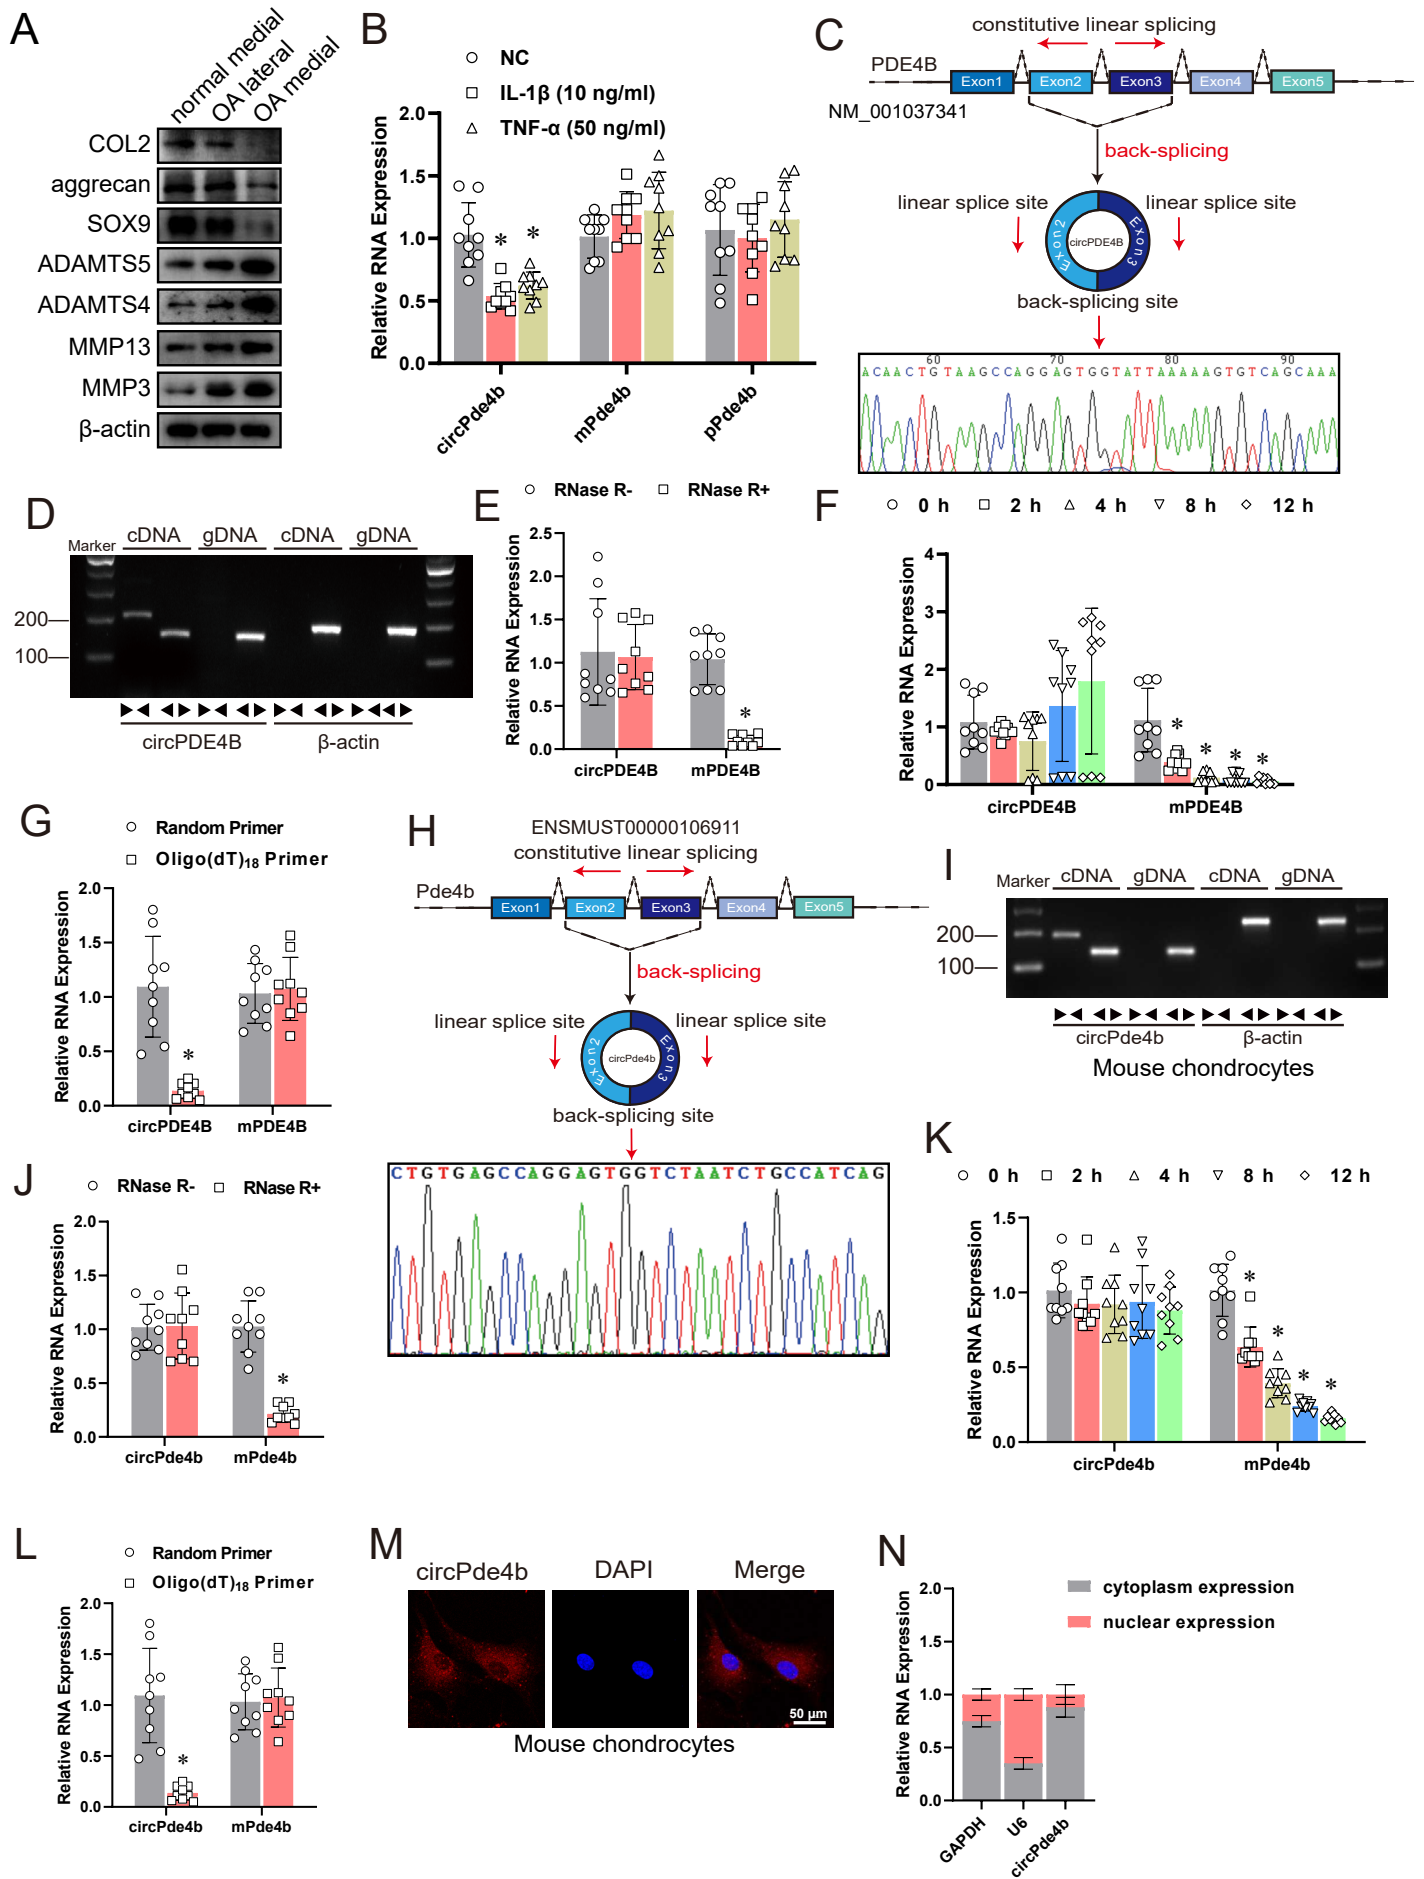 A
normal medial
OA lateral
OA medial
COL2
aggrecan
SOX9
ADAMTS5
ADAMTS4
MMP13
MMP3
β-actin
B
NC
IL-1β (10 ng/ml)
TNF-α (50 ng/ml)
Relative RNA Expression
2.0
1.5
1.0
0.5
0.0
* *
circPde4b
mPde4b
pPde4b
C
constitutive linear splicing
PDE4B
Exon1 Exon2 Exon3 Exon4 Exon5
NM_001037341
back-splicing
linear splice site
linear splice site
Exon2
circPDE4B
Exon3
back-splicing site
60 70 80 90
ACAACTGTAAGCCAGGAGTGGTATTAAAAAGTGTCAGCAAA
D
Marker
cDNA gDNA cDNA gDNA
200
100
circPDE4B β-actin
E
RNase R- RNase R+
Relative RNA Expression
2.5
2.0
1.5
1.0
0.5
0.0
*
circPDE4B mPDE4B
F
0 h 2 h 4 h 8 h 12 h
Relative RNA Expression
4
3
2
1
0
* * * *
circPDE4B mPDE4B
G
Random Primer
Oligo(dT)18 Primer
Relative RNA Expression
2.0
1.5
1.0
0.5
0.0
*
circPDE4B mPDE4B
H
ENSMUST00000106911
constitutive linear splicing
Pde4b
Exon1 Exon2 Exon3 Exon4 Exon5
back-splicing
linear splice site
linear splice site
Exon2
circPde4b
Exon3
back-splicing site
CTGTGAGCCAGGAGTGGTCTAATCTGCCATCAG
I
Marker
cDNA gDNA cDNA gDNA
200
100
circPde4b β-actin
Mouse chondrocytes
J
RNase R- RNase R+
Relative RNA Expression
2.0
1.5
1.0
0.5
0.0
*
circPde4b mPde4b
K
0 h 2 h 4 h 8 h 12 h
Relative RNA Expression
1.5
1.0
0.5
0.0
* * * *
circPde4b mPde4b
L
Random Primer
Oligo(dT)18 Primer
Relative RNA Expression
2.0
1.5
1.0
0.5
0.0
*
circPde4b mPde4b
M
circPde4b DAPI Merge
50 μm
Mouse chondrocytes
N
cytoplasm expression
nuclear expression
Relative RNA Expression
2.0
1.5
1.0
0.5
0.0
GAPDH
U6
circPde4b